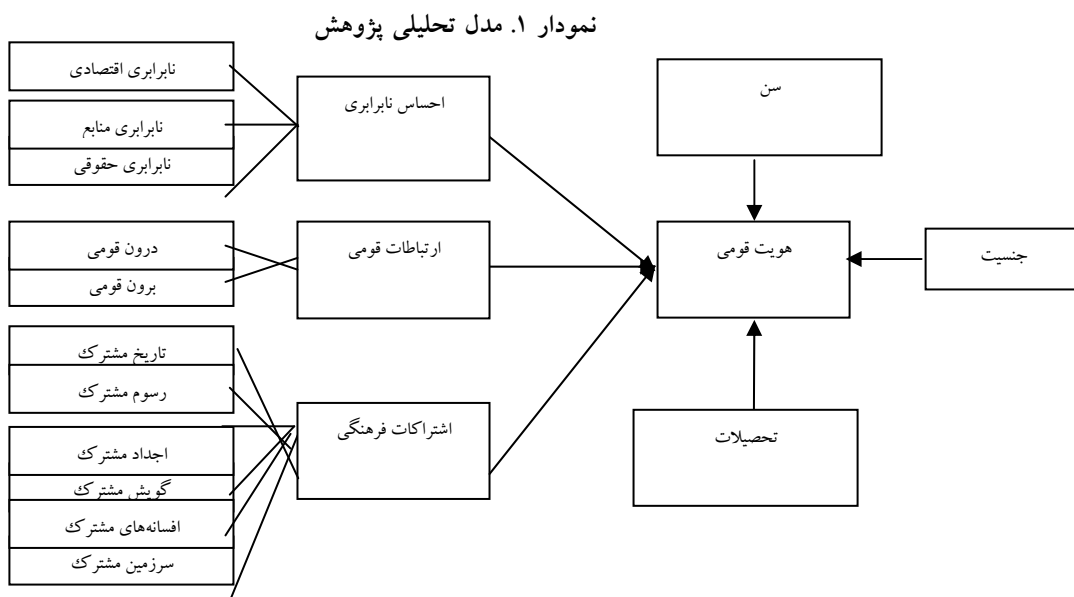 نمودار ۱. مدل تحلیلی پژوهش
سن
جنسیت
هویت قومی
تحصیلات
احساس نابرابری
ارتباطات قومی
اشتراکات فرهنگی
نابرابری اقتصادی
نابرابری منابع
نابرابری حقوقی
درون قومی
برون قومی
تاریخ مشترک
رسوم مشترک
اجداد مشترک
گویش مشترک
افسانه‌های مشترک
سرزمین مشترک